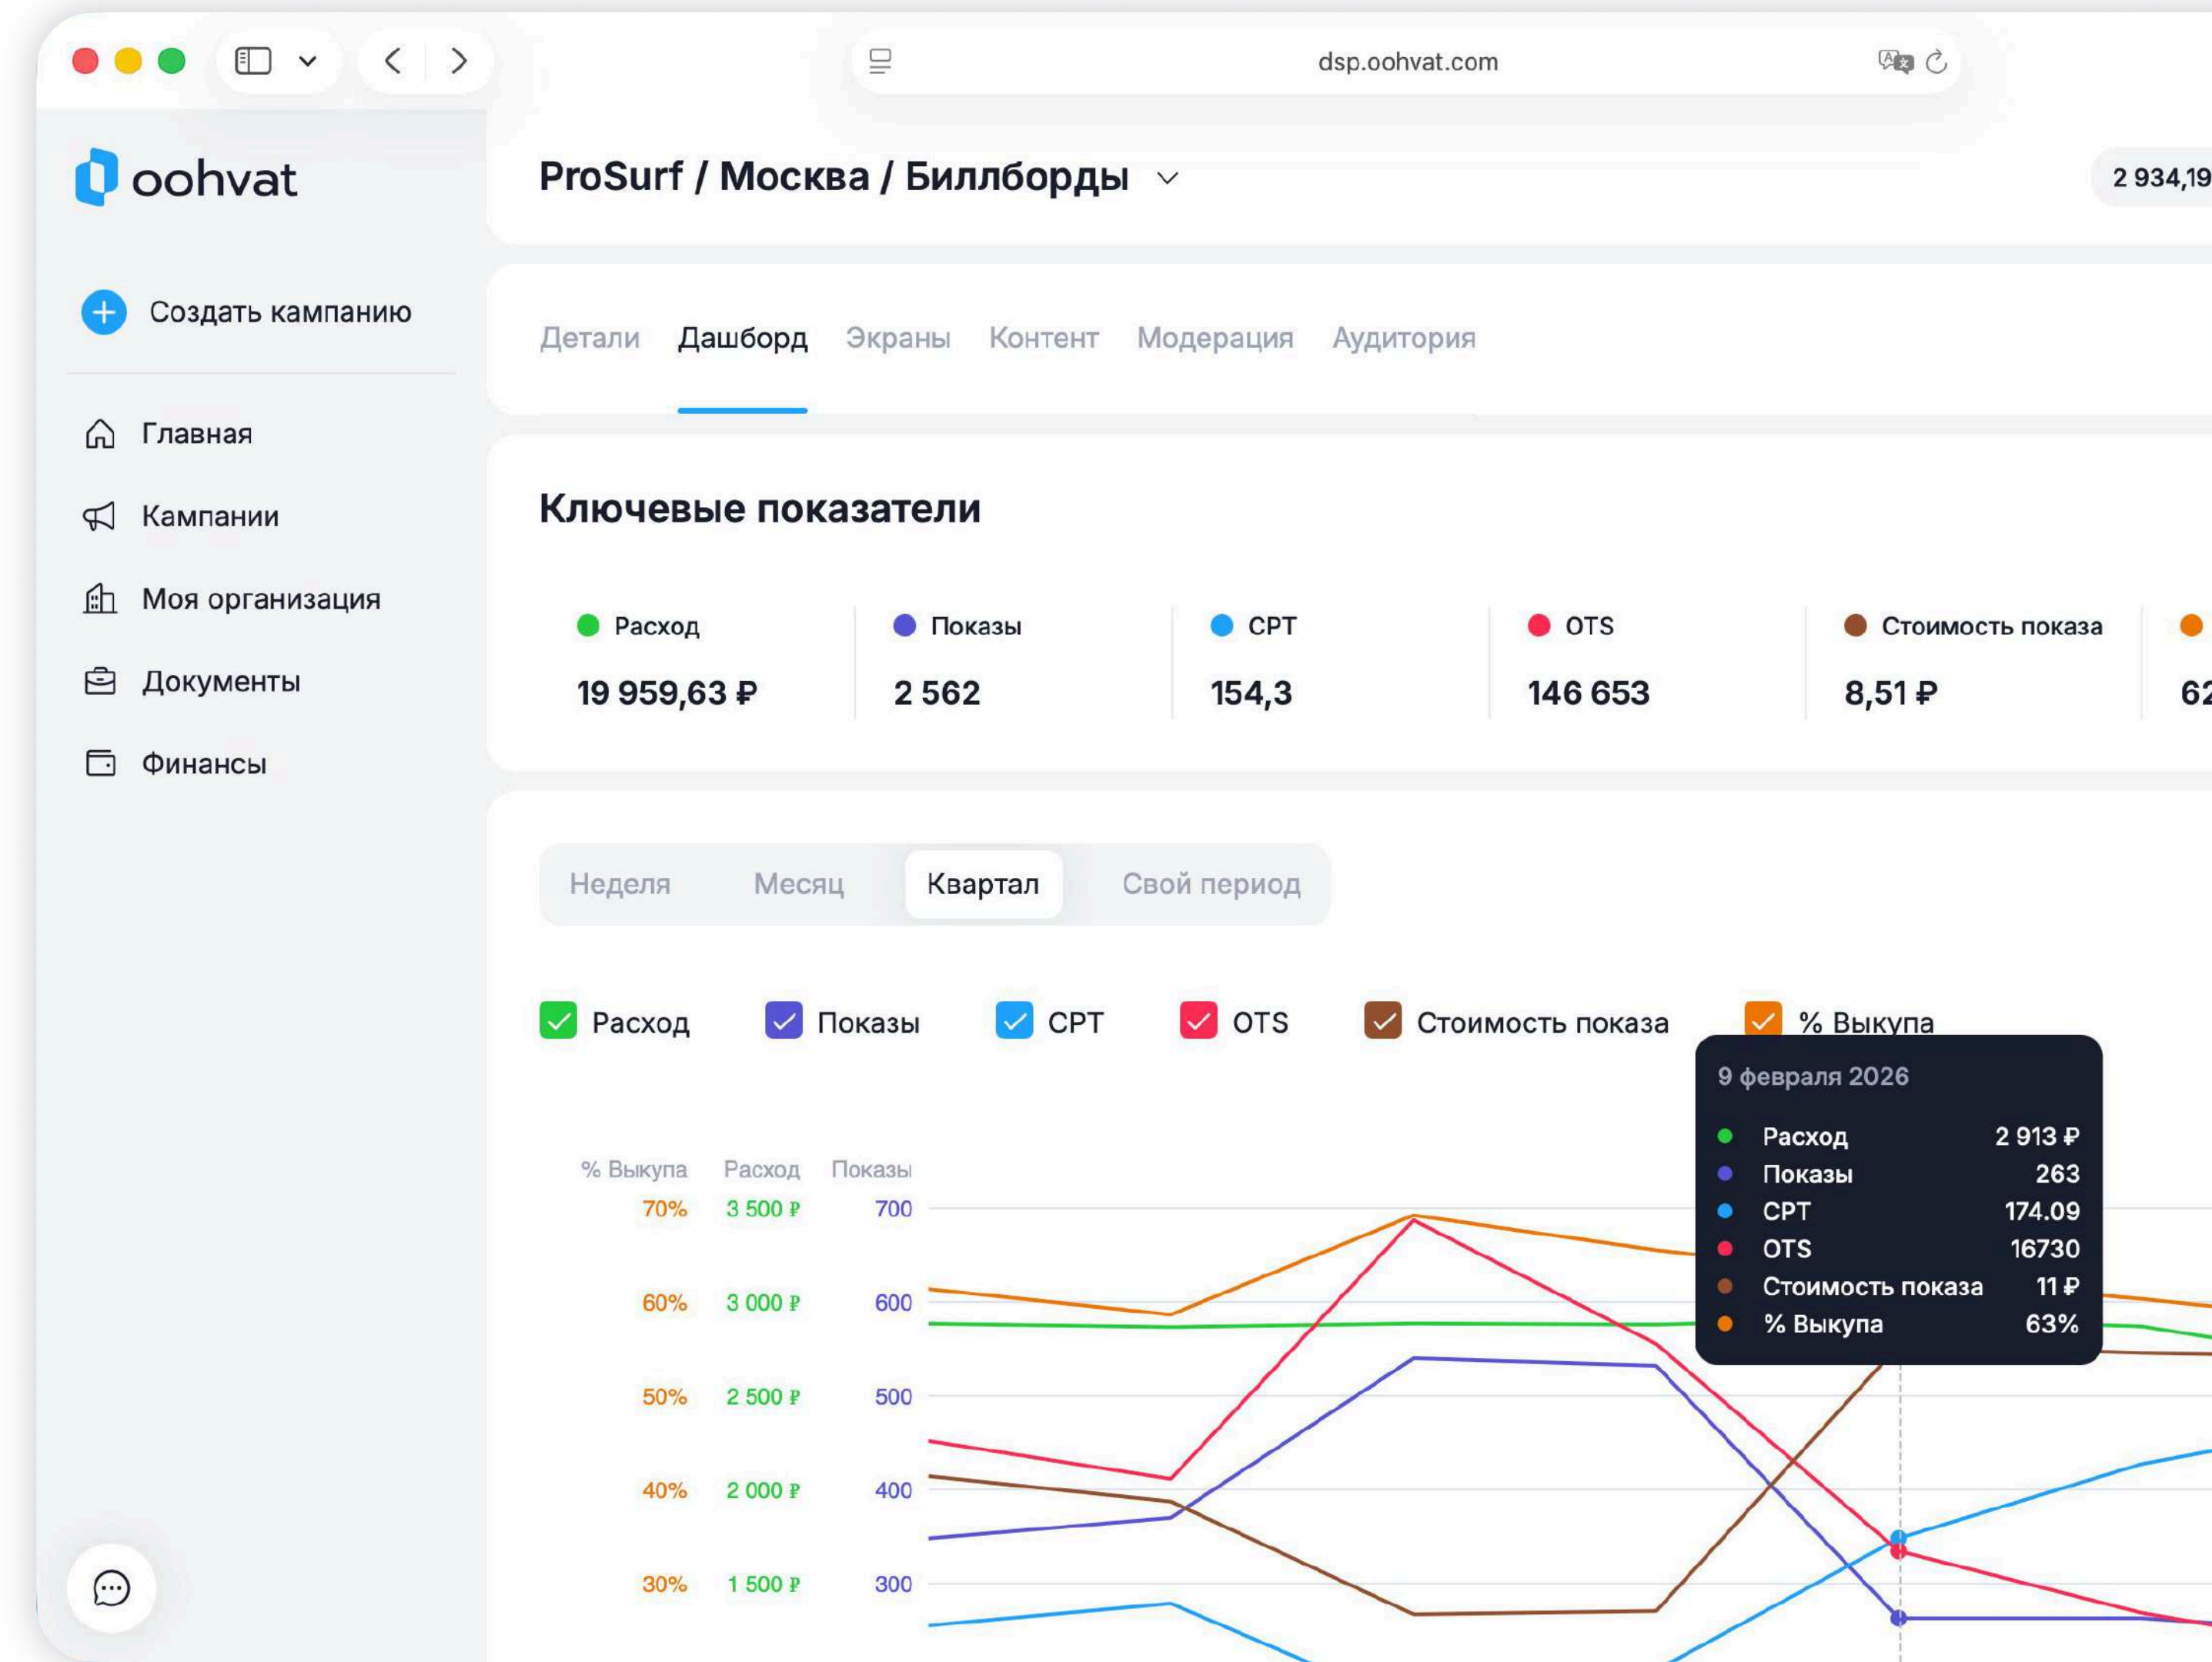 dsp.oohvat.com
oohvat
ProSurf / Москва / Биллборды
2 934,19
Создать кампанию
Главная
Кампании
Моя организация
Документы
Финансы
Детали Дашборд Экраны Контент Модерация Аудитория
Ключевые показатели
Расход Показы CPT OTS Стоимость показа
19 959,63 ₽ 2 562 154,3 146 653 8,51 ₽ 62
Неделя Месяц Квартал Свой период
Расход Показы CPT OTS Стоимость показа % Выкупа
9 февраля 2026
Расход 2 913 ₽
Показы 263
CPT 174.09
OTS 16730
Стоимость показа 11 ₽
% Выкупа 63%
% Выкупа Расход Показы
70% 3 500 ₽ 700
60% 3 000 ₽ 600
50% 2 500 ₽ 500
40% 2 000 ₽ 400
30% 1 500 ₽ 300